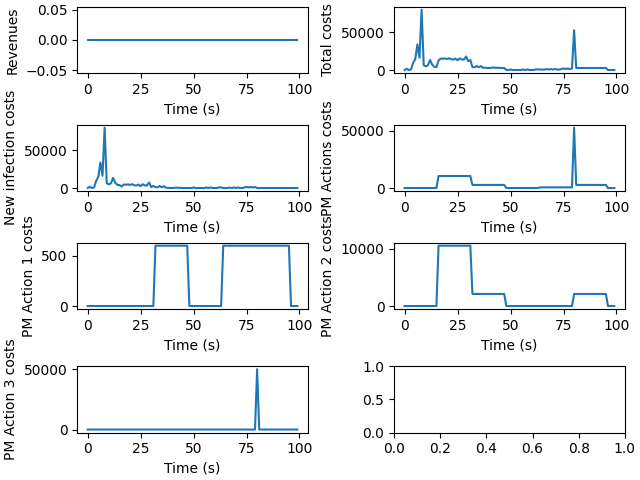 Revenues
0.05
0.00
−0.05
0 25 50 75 100
Time (s)
Total costs
50000
0
0 25 50 75 100
Time (s)
New infection costs
50000
0
0 25 50 75 100
Time (s)
PM Actions costs
50000
0
0 25 50 75 100
Time (s)
PM Action 1 costs
500
0
0 25 50 75 100
Time (s)
PM Action 2 costs
10000
0
0 25 50 75 100
Time (s)
PM Action 3 costs
50000
0
0 25 50 75 100
Time (s)
1.0
0.5
0.0
0.0 0.2 0.4 0.6 0.8 1.0